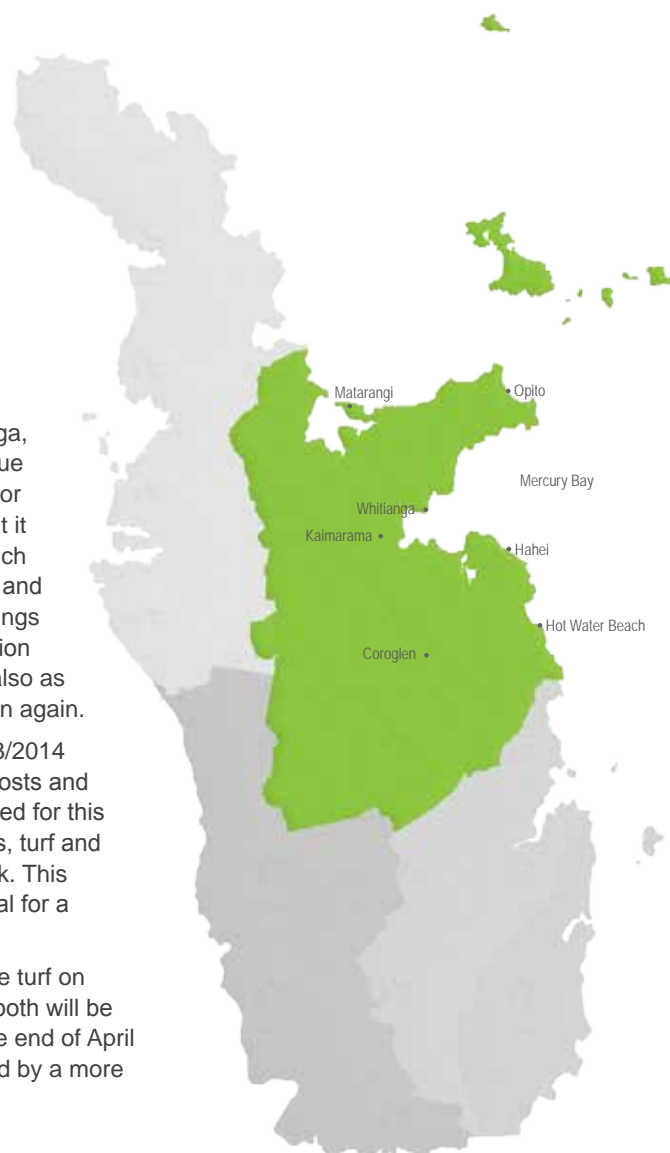 ga,
ue
or
t it
ch
and
ngs
ion
also as
n again.
3/2014
osts and
ed for this
s, turf and
k. This
al for a
e turf on
both will be
e end of April
d by a more
Matarangi
Opito
Mercury Bay
Whitianga
Kaimarama
Hahei
Hot Water Beach
Coroglen